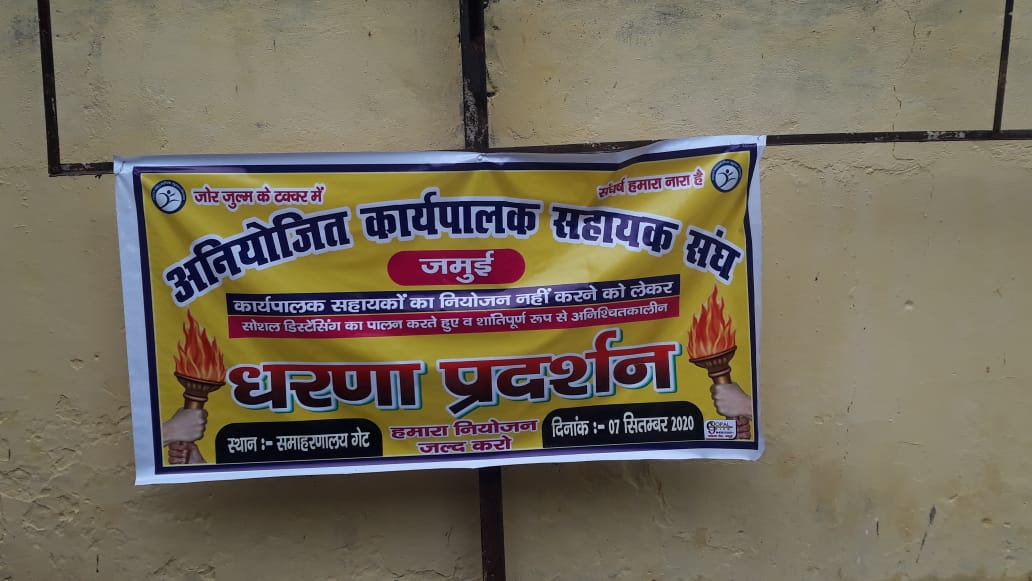 जोर जुल्म के टक्कर में
संघर्ष हमारा नारा है
अनियोजित कार्यपालक सहायक संघ
जमुई
कार्यपालक सहायकों का नियोजन नहीं करने को लेकर
सोशल डिस्टेंसिंग का पालन करते हुए व शांतिपूर्ण रूप से अनिश्चितकालीन
धरणा प्रदर्शन
स्थान :- समाहरणालय गेट
हमारा नियोजन
जल्द करो
दिनांक :- 07 सितम्बर 2020
GOPAL